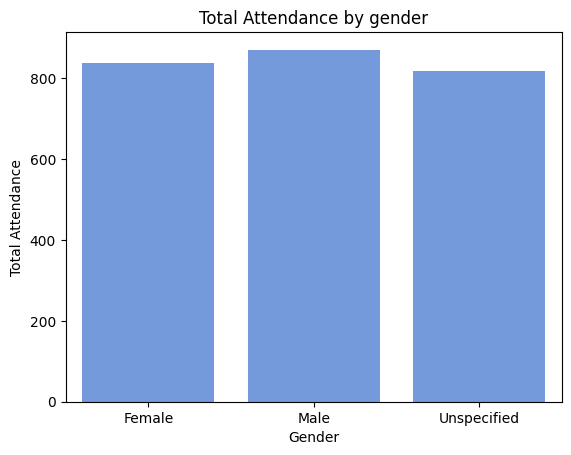 Total Attendance by gender
Total Attendance
800
600
400
200
0
Female Male Unspecified
Gender